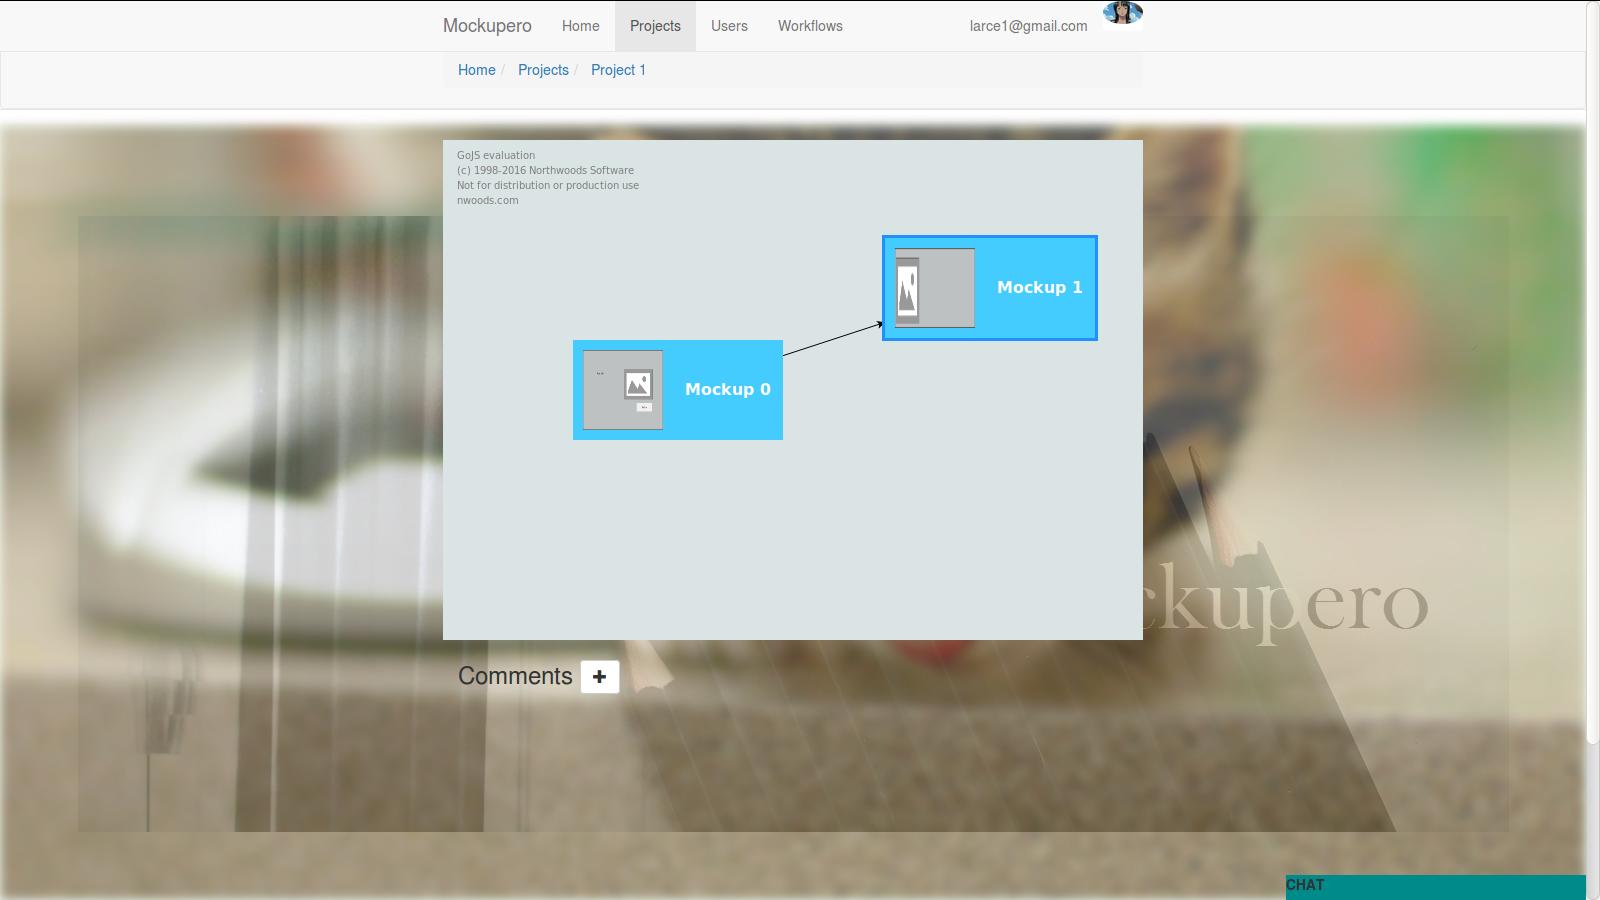 Mockupero Home Projects Users Workflows larce1@gmail.com
Home / Projects / Project 1
GoJS evaluation
(c) 1998-2016 Northwoods Software
Not for distribution or production use
nwoods.com
Mockup 1
Mockup 0
ckupero
Comments
CHAT